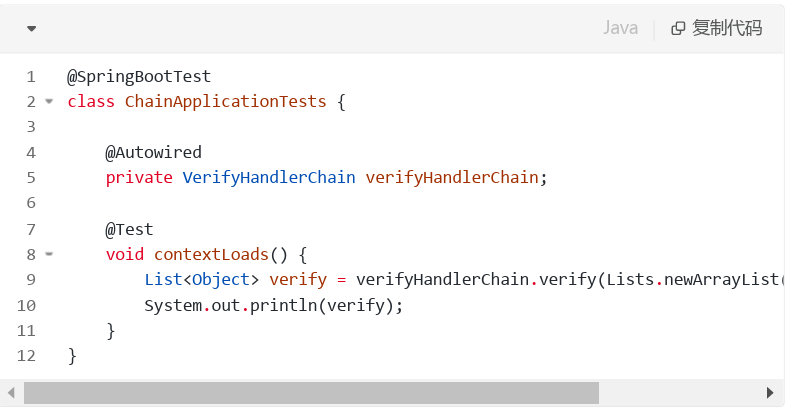 Java 复制代码
1 @SpringBootTest
2 class ChainApplicationTests {
3
4     @Autowired
5     private VerifyHandlerChain verifyHandlerChain;
6
7     @Test
8     void contextLoads() {
9         List<Object> verify = verifyHandlerChain.verify(Lists.newArrayList(
10         System.out.println(verify);
11     }
12 }